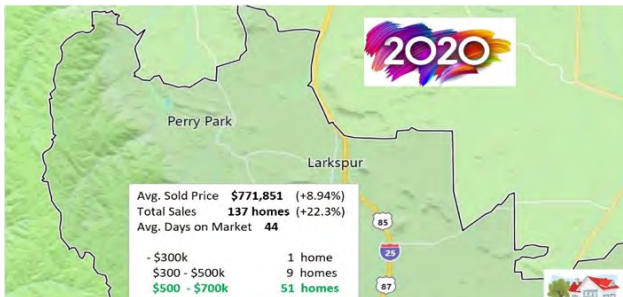 2020
Perry Park
Larkspur
Avg. Sold Price $771,851 (+8.94%)
Total Sales 137 homes (+22.3%)
Avg. Days on Market 44
85
25
- $300k 1 home
$300 - $500k 9 homes
87
$500 - $700k 51 homes